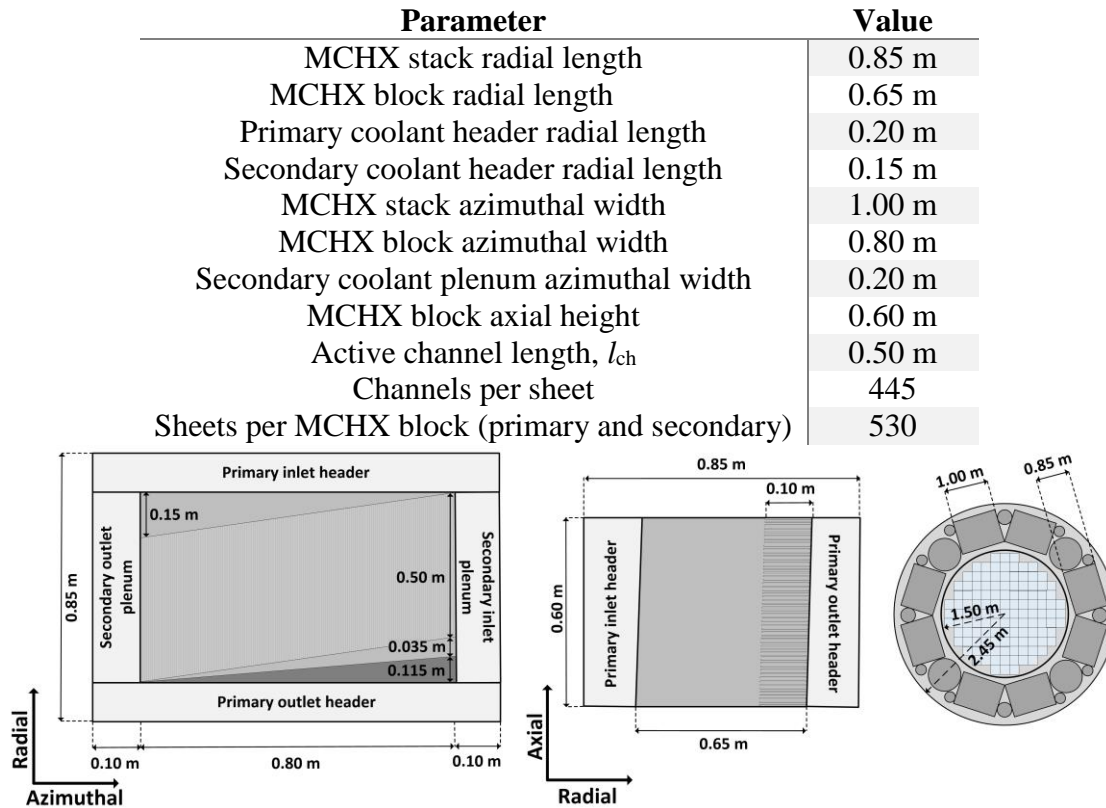 Parameter Value
MCHX stack radial length 0.85 m
MCHX block radial length 0.65 m
Primary coolant header radial length 0.20 m
Secondary coolant header radial length 0.15 m
MCHX stack azimuthal width 1.00 m
MCHX block azimuthal width 0.80 m
Secondary coolant plenum azimuthal width 0.20 m
MCHX block axial height 0.60 m
Active channel length, lch 0.50 m
Channels per sheet 445
Sheets per MCHX block (primary and secondary) 530
Primary inlet header
0.15 m
Secondary outlet
plenum
0.50 m
Secondary inlet
plenum
0.035 m
0.115 m
Primary outlet header
0.85 m
0.10 m
0.80 m
0.10 m
Radial
Azimuthal
0.85 m
0.10 m
0.60 m
Primary inlet header
Primary outlet header
0.65 m
Axial
Radial
1.00 m
0.85 m
1.50 m
2.45 m